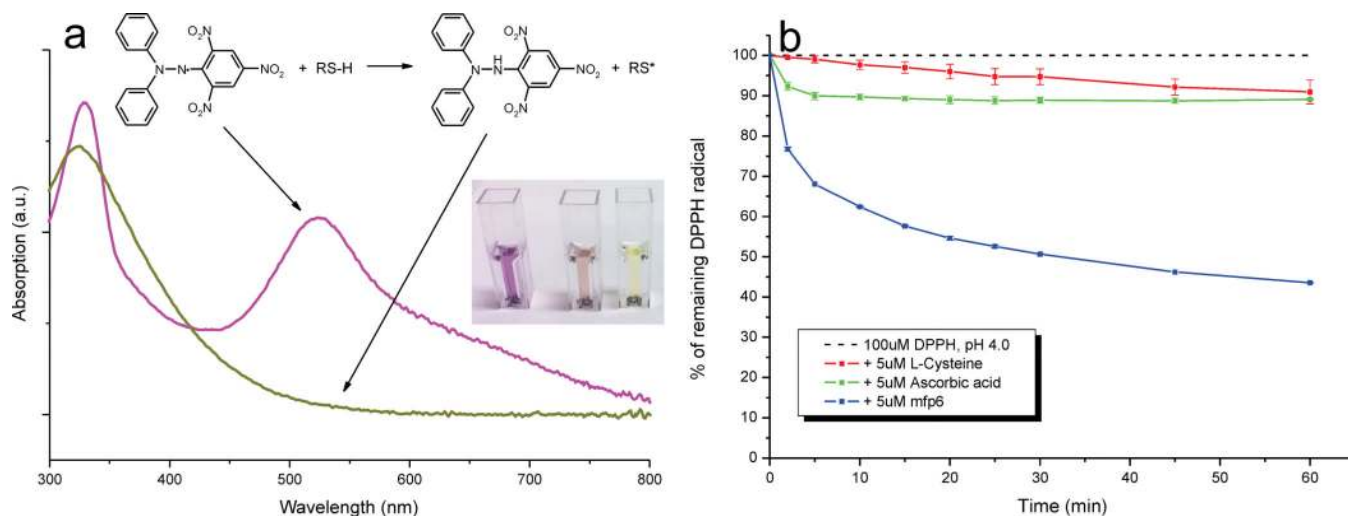 a
O₂N
NO₂
N-N•
NO₂
O₂N
+ RS-H
O₂N
NO₂
H
N-N
NO₂
O₂N
+ RS*
Absorption (a.u.)
300 400 500 600 700 800
Wavelength (nm)
b
100
90
80
70
60
50
40
30
20
10
0
% of remaining DPPH radical
100uM DPPH, pH 4.0
+ 5uM L-Cysteine
+ 5uM Ascorbic acid
+ 5uM mfp6
0 10 20 30 40 50 60
Time (min)